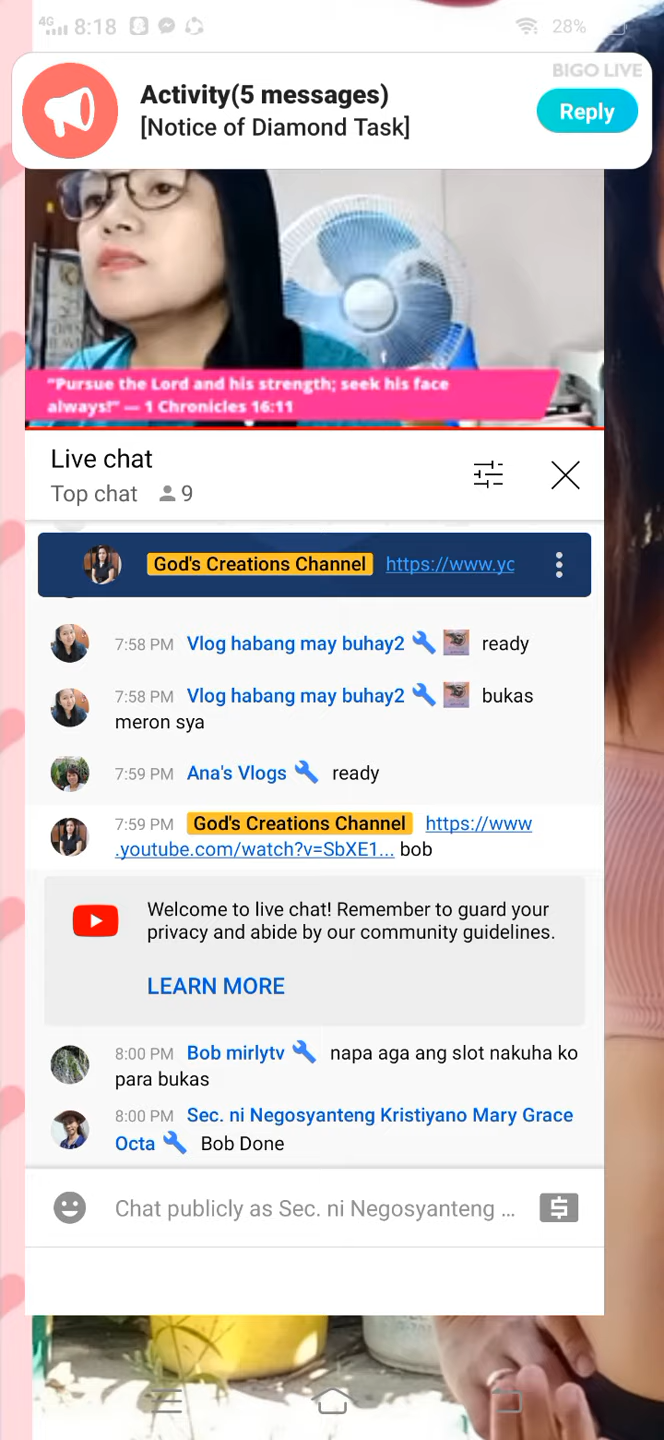 4G 8:18 28%
BIGO LIVE
Activity(5 messages)
[Notice of Diamond Task]
Reply
"Pursue the Lord and his strength; seek his face
always!" — 1 Chronicles 16:11
Live chat
Top chat 9
God's Creations Channel https://www.yc
7:58 PM Vlog habang may buhay2 ready
7:58 PM Vlog habang may buhay2 bukas
meron sya
7:59 PM Ana's Vlogs ready
7:59 PM God's Creations Channel https://www
.youtube.com/watch?v=SbXE1... bob
Welcome to live chat! Remember to guard your
privacy and abide by our community guidelines.
LEARN MORE
8:00 PM Bob mirlytv napa aga ang slot nakuha ko
para bukas
8:00 PM Sec. ni Negosyanteng Kristiyano Mary Grace
Octa Bob Done
Chat publicly as Sec. ni Negosyanteng ...